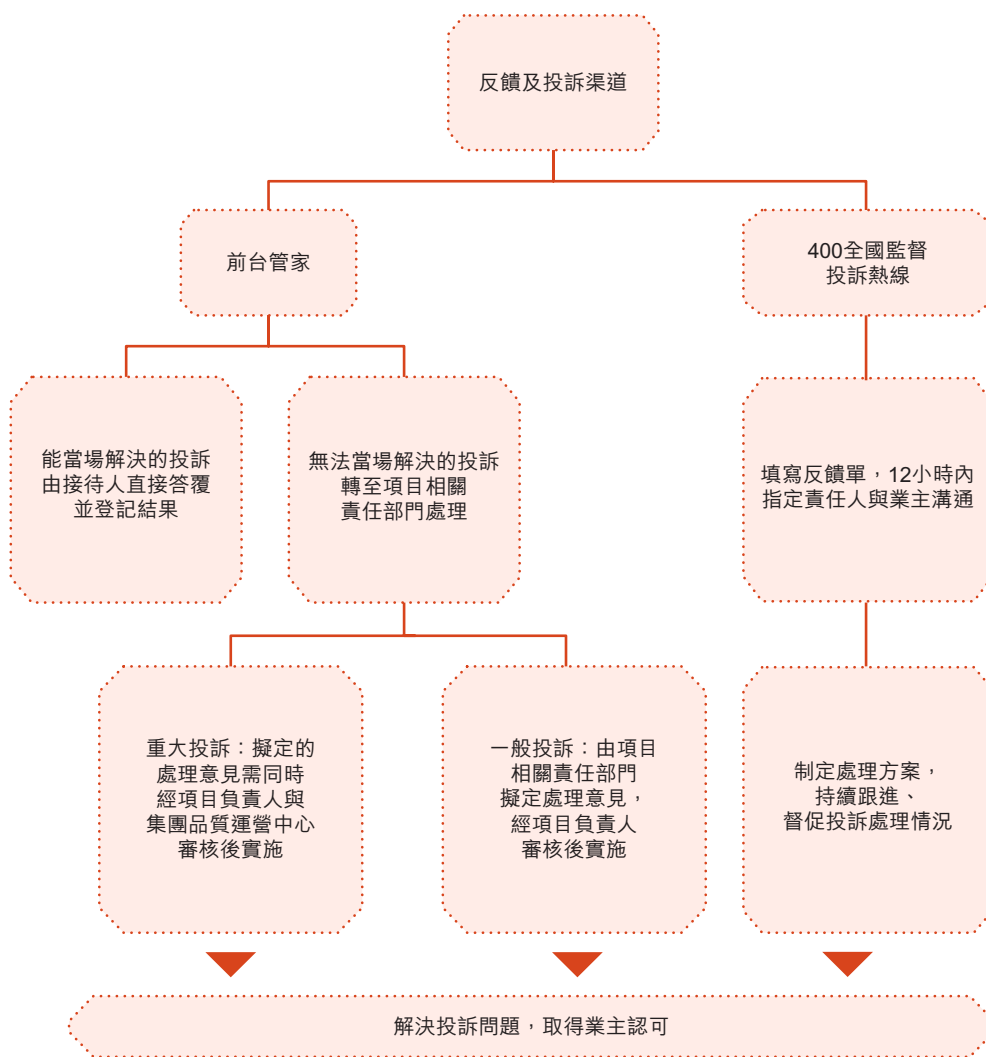 反饋及投訴渠道
前台管家
400全國監督
投訴熱線
能當場解決的投訴
由接待人直接答覆
並登記結果
無法當場解決的投訴
轉至項目相關
責任部門處理
填寫反饋單，12小時內
指定責任人與業主溝通
重大投訴：擬定的
處理意見需同時
經項目負責人與
集團品質運營中心
審核後實施
一般投訴：由項目
相關責任部門
擬定處理意見，
經項目負責人
審核後實施
制定處理方案，
持續跟進、
督促投訴處理情況
解決投訴問題，取得業主認可